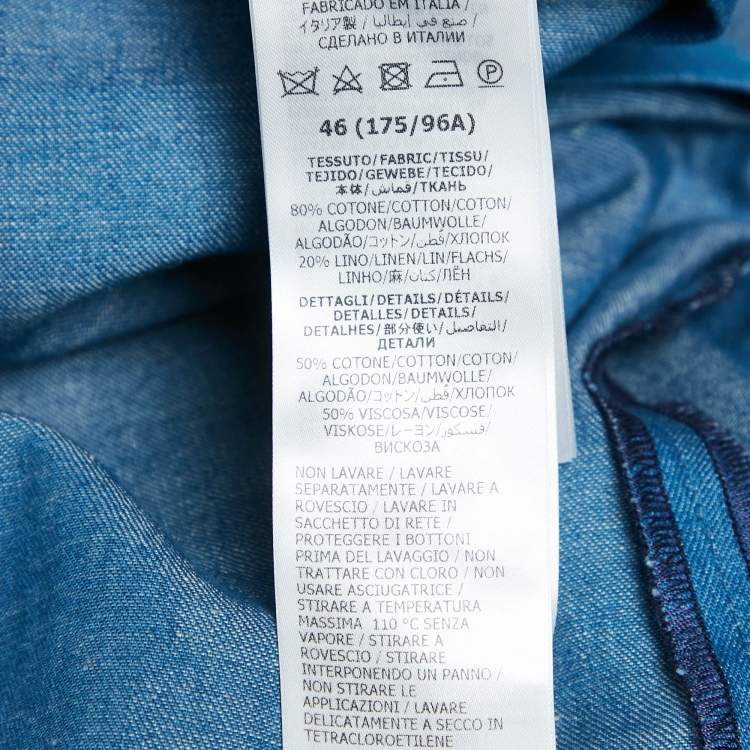 FABRICADO EM ITALIA /
イタリア製 / صنع في إيطاليا /
СДЕЛАНО В ИТАЛИИ
P
46 (175/96A)
TESSUTO/FABRIC/TISSU/
TEJIDO/GEWEBE/TECIDO/
本体/قماش/ТКАНЬ
80% COTONE/COTTON/COTON/
ALGODON/BAUMWOLLE/
ALGODÃO/コットン/قُطن/ХЛОПОК
20% LINO/LINEN/LIN/FLACHS/
LINHO/麻/كتان/ЛЁН
DETTAGLI/DETAILS/DÉTAILS/
DETALLES/DETAILS/
DETALHES/部分使い/التفاصيل/
ДЕТАЛИ
50% COTONE/COTTON/COTON/
ALGODON/BAUMWOLLE/
ALGODÃO/コットン/قُطن/ХЛОПОК
50% VISCOSA/VISCOSE/
VISKOSE/レーヨン/فسكوز/
ВИСКОЗА
NON LAVARE / LAVARE
SEPARATAMENTE / LAVARE A
ROVESCIO / LAVARE IN
SACCHETTO DI RETE /
PROTEGGERE I BOTTONI
PRIMA DEL LAVAGGIO / NON
TRATTARE CON CLORO / NON
USARE ASCIUGATRICE /
STIRARE A TEMPERATURA
MASSIMA 110 °C SENZA
VAPORE / STIRARE A
ROVESCIO / STIRARE
INTERPONENDO UN PANNO /
NON STIRARE LE
APPLICAZIONI / LAVARE
DELICATAMENTE A SECCO IN
TETRACLOROETILENE